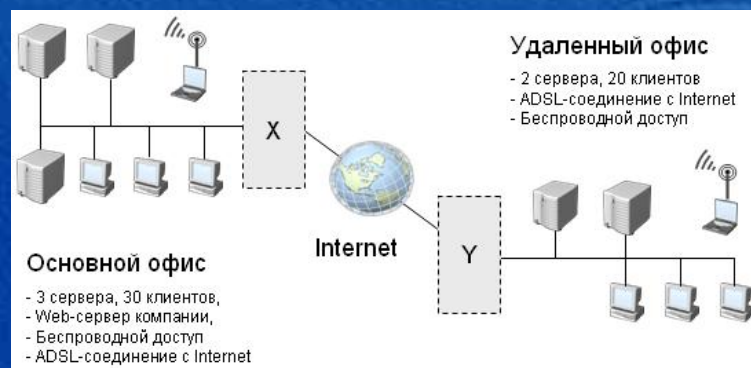 Удаленный офис
- 2 сервера, 20 клиентов
- ADSL-соединение с Internet
- Беспроводной доступ
X
Internet
Y
Основной офис
- 3 сервера, 30 клиентов,
- Web-сервер компании,
- Беспроводной доступ
- ADSL-соединение с Internet